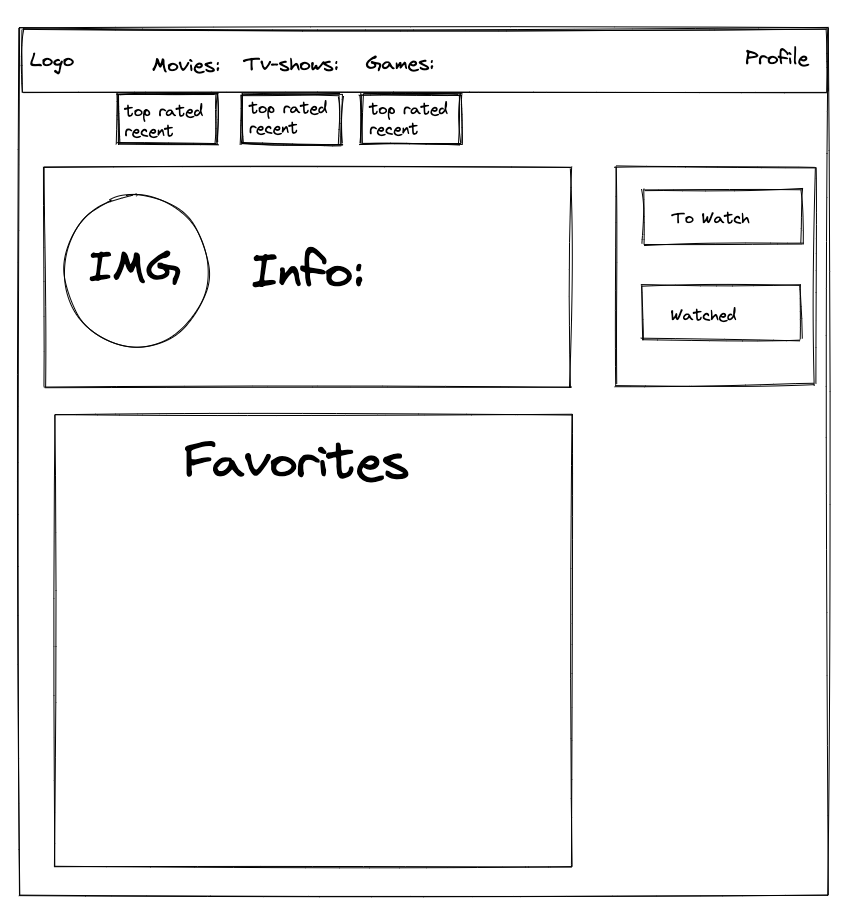 Logo Movies: Tv-shows: Games: Profile
top rated
recent
top rated
recent
top rated
recent
IMG
Info:
To Watch
Watched
Favorites